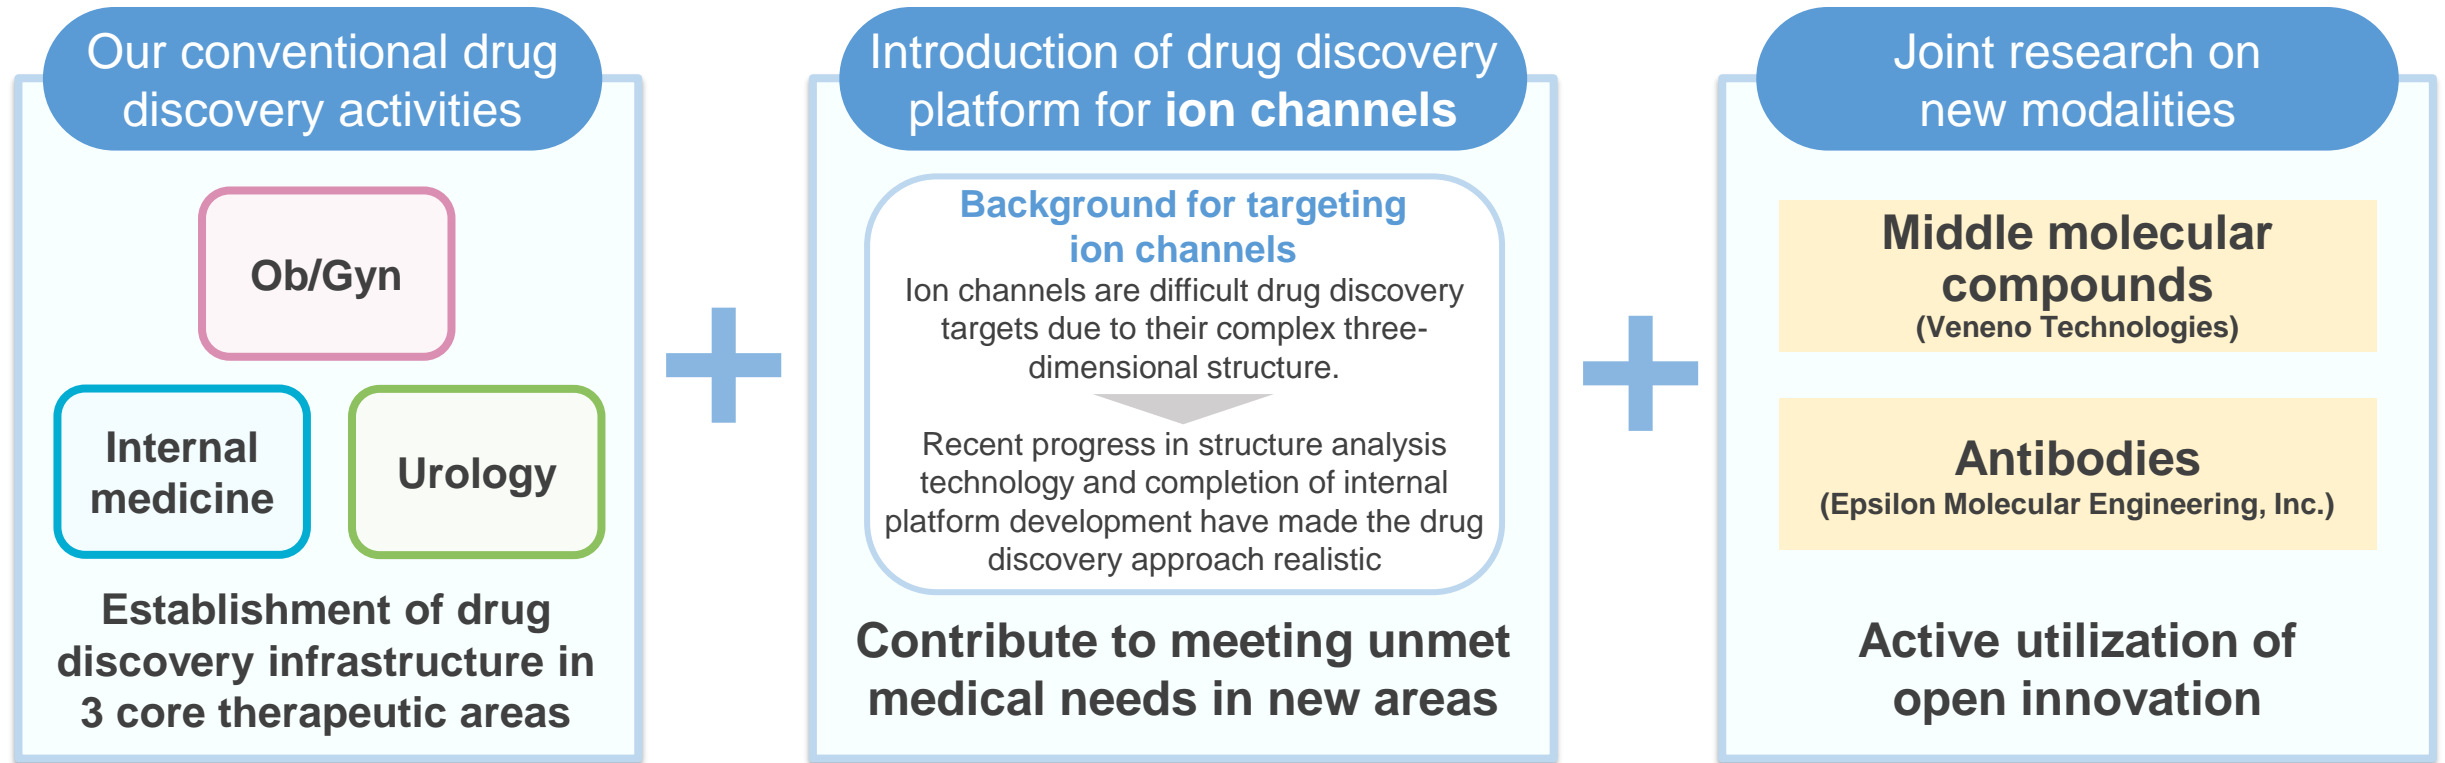 Our conventional drug
discovery activities
Ob/Gyn
Internal
medicine
Urology
Establishment of drug
discovery infrastructure in
3 core therapeutic areas
Introduction of drug discovery
platform for ion channels
Background for targeting
ion channels
Ion channels are difficult drug discovery
targets due to their complex three-
dimensional structure.
Recent progress in structure analysis
technology and completion of internal
platform development have made the drug
discovery approach realistic
Contribute to meeting unmet
medical needs in new areas
Joint research on
new modalities
Middle molecular
compounds
(Veneno Technologies)
Antibodies
(Epsilon Molecular Engineering, Inc.)
Active utilization of
open innovation